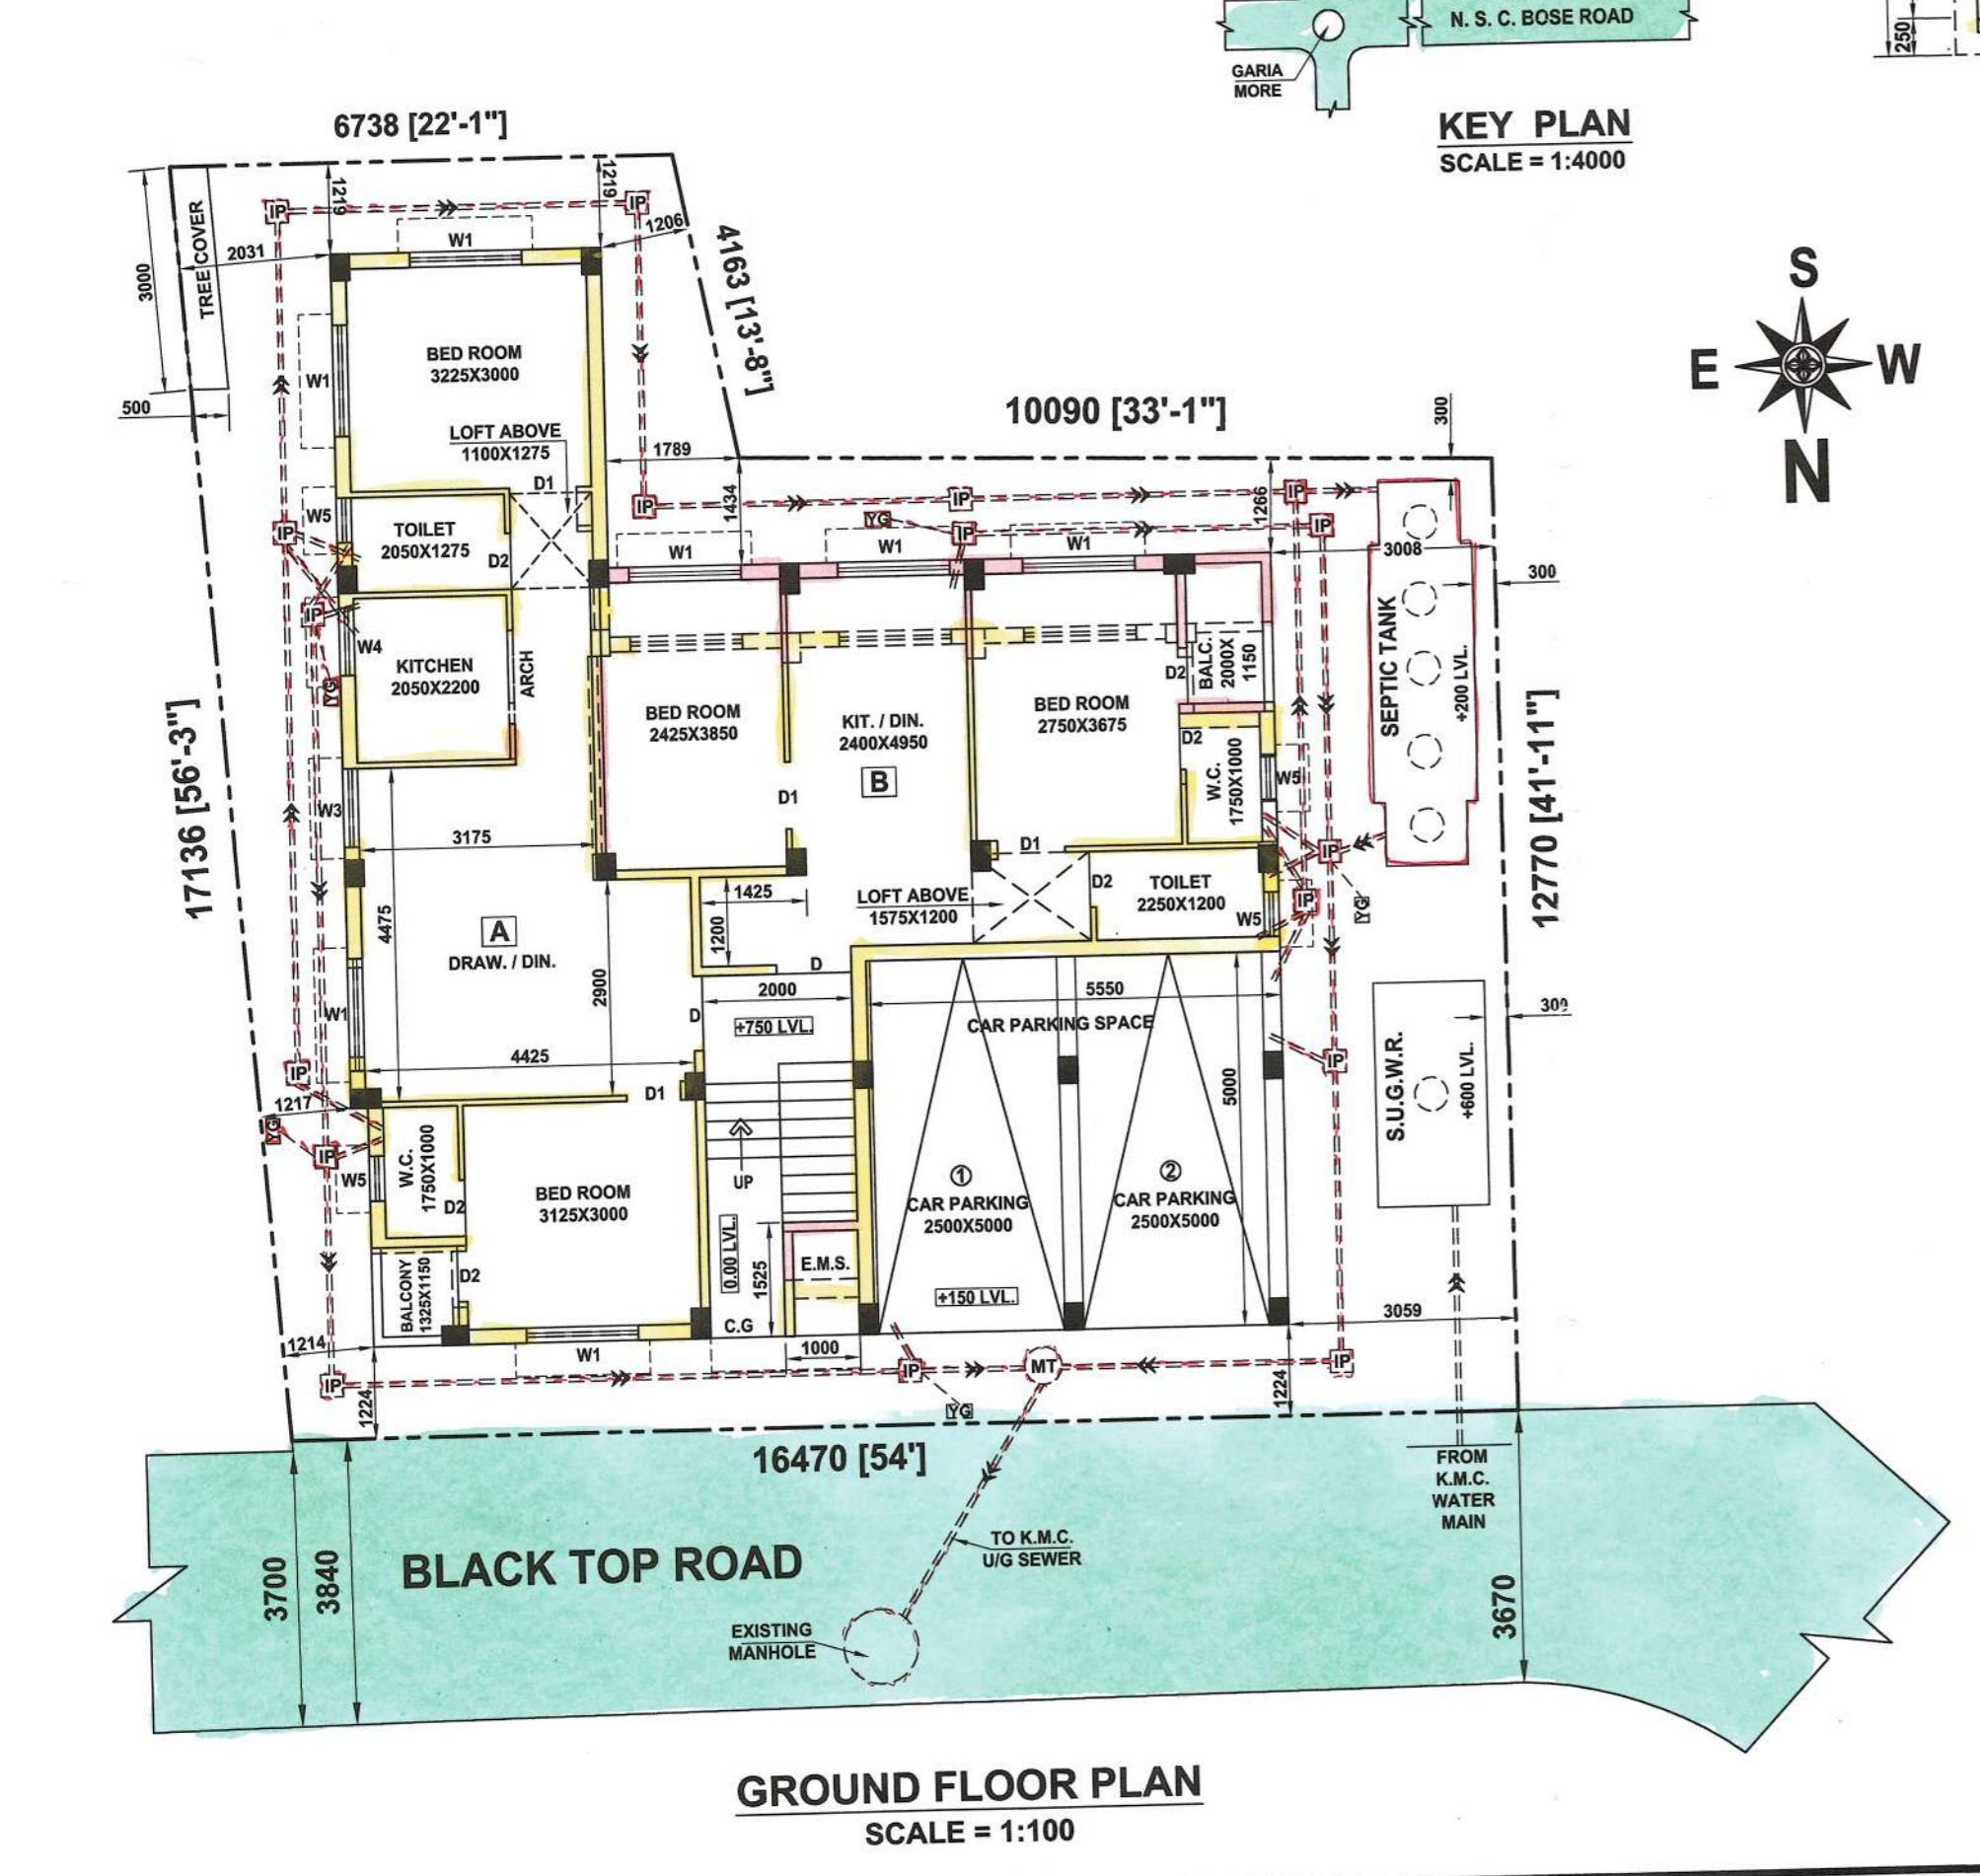 N. S. C. BOSE ROAD
250
GARIA
MORE
KEY PLAN
SCALE = 1:4000
6738 [22'-1"]
1219
1219
IP
IP
1206
3000
TREE COVER
2031
W1
4163 [13'-8"]
S
E
W
N
BED ROOM
3225X3000
W1
500
LOFT ABOVE
1100X1275
10090 [33'-1"]
300
1789
D1
1434
1266
IP
IP
IP
IP
W5
TOILET
2050X1275
D2
YG
IP
IP
W1
W1
W1
3008
300
IP
W4
KITCHEN
2050X2200
ARCH
YG
BED ROOM
2425X3850
KIT. / DIN.
2400X4950
B
BED ROOM
2750X3675
D2
BALC.
2000X
1150
SEPTIC TANK
+200 LVL.
17136 [56'-3"]
12770 [41'-11"]
D2
W.C.
1750X1000
W5
W3
3175
D1
D1
IP
4475
A
DRAW. / DIN.
1425
1200
LOFT ABOVE
1575X1200
D2
TOILET
2250X1200
W5
IP
YG
D
2900
2000
5550
D
+750 LVL.
CAR PARKING SPACE
300
W1
4425
IP
IP
5000
S.U.G.W.R.
+600 LVL.
1217
D1
YG
IP
W5
W.C.
1750X1000
D2
BED ROOM
3125X3000
UP
1
CAR PARKING
2500X5000
2
CAR PARKING
2500X5000
0.00 LVL.
1525
E.M.S.
BALCONY
1325X1150
D2
+150 LVL.
3059
C.G
1214
W1
1000
IP
IP
MT
IP
1224
YG
1224
16470 [54']
FROM
K.M.C.
WATER
MAIN
3700
3840
BLACK TOP ROAD
TO K.M.C.
U/G SEWER
EXISTING
MANHOLE
3670
GROUND FLOOR PLAN
SCALE = 1:100